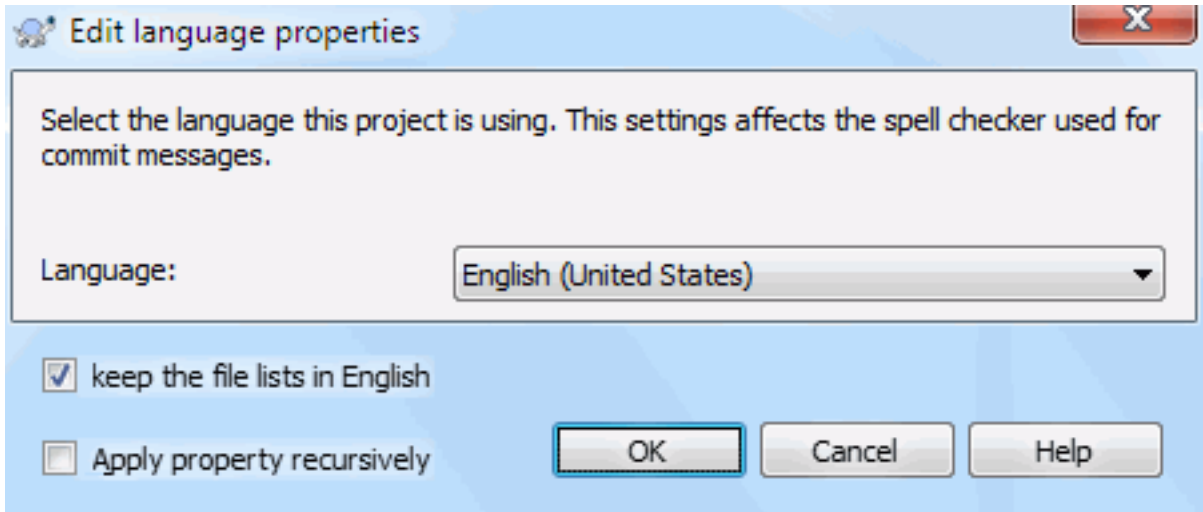 Edit language properties
Select the language this project is using. This settings affects the spell checker used for
commit messages.
Language:
English (United States)
keep the file lists in English
Apply property recursively
OK
Cancel
Help